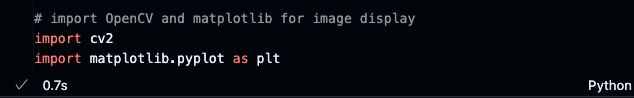 # import OpenCV and matplotlib for image display
import cv2
import matplotlib.pyplot as plt
✓ 0.7s Python